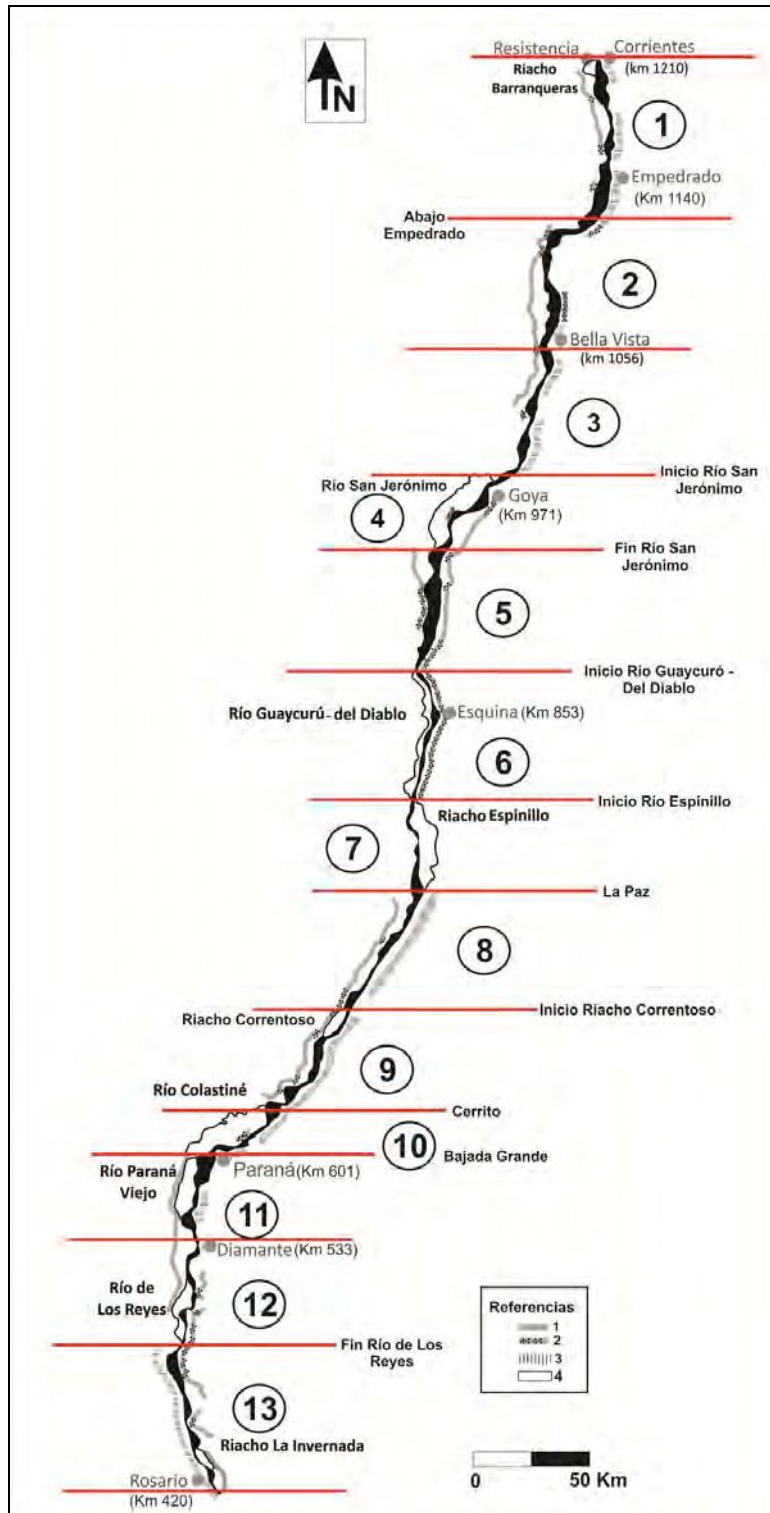 Resistencia
Corrientes
(km 1210)
Riacho
Barranqueras
N
1
Empedrado
(Km 1140)
Abajo
Empedrado
2
Bella Vista
(km 1056)
3
Río San Jerónimo
Inicio Río San
Jerónimo
4
Goya
(Km 971)
Fin Río San
Jerónimo
5
Inicio Río Guaycuró -
Del Diablo
Río Guaycurú - del Diablo
Esquina (Km 853)
6
Inicio Río Espinillo
Riacho Espinillo
7
La Paz
8
Riacho Correntoso
Inicio Riacho Correntoso
9
Río Colastiné
Cerrito
10
Bajada Grande
Río Paraná
Viejo
Paraná (Km 601)
11
Diamante (Km 533)
Río de
Los Reyes
12
Fin Río de Los
Reyes
13
Riacho La Invernada
Rosario
(Km 420)
Referencias
1
2
3
4
0 50 Km